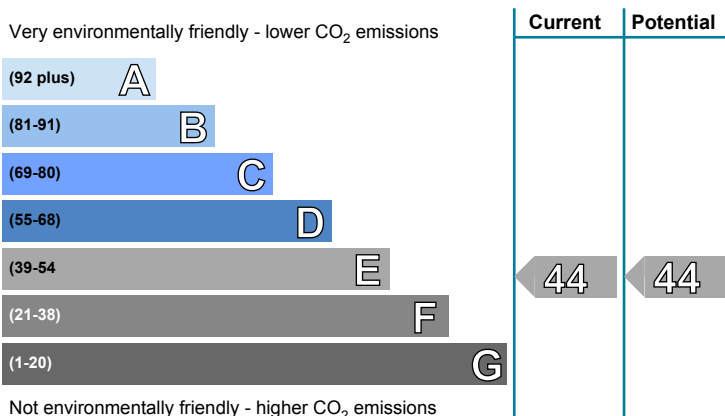 Very environmentally friendly - lower CO₂ emissions
Current
Potential
(92 plus) A
(81-91) B
(69-80) C
(55-68) D
(39-54 E
44
44
(21-38) F
(1-20) G
Not environmentally friendly - higher CO₂ emissions